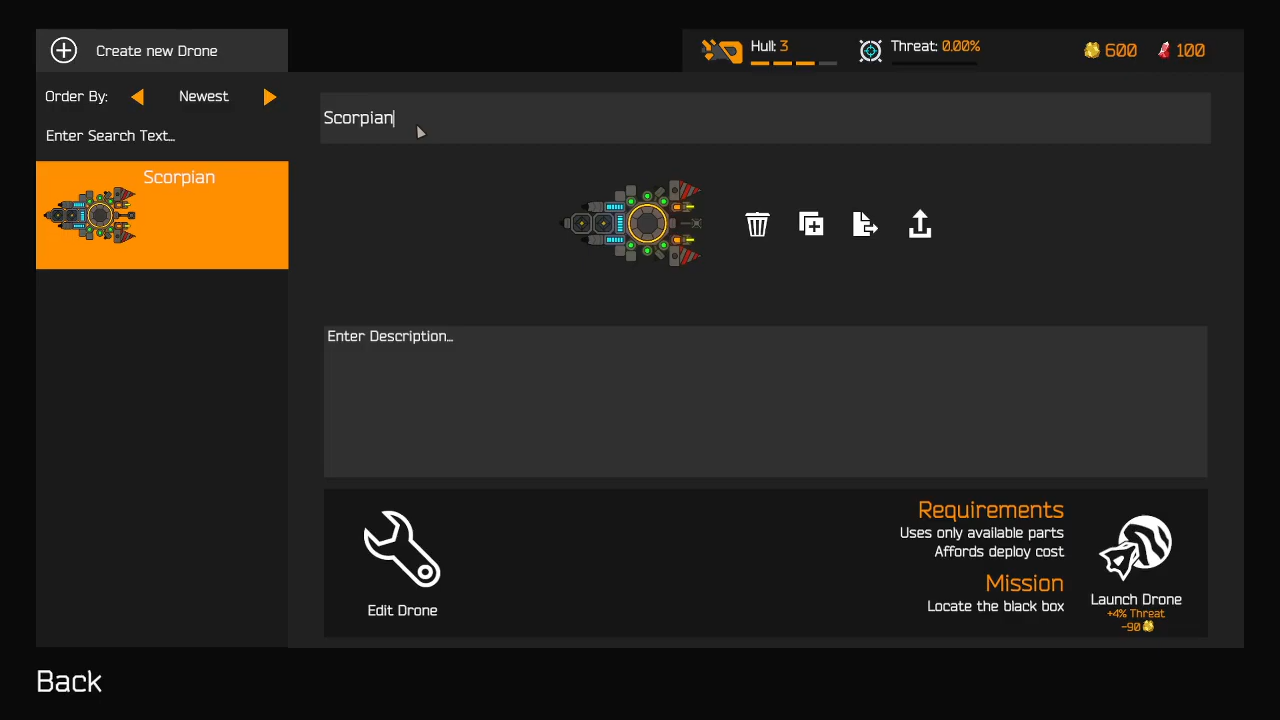 Create new Drone
Hull: 3
Threat: 0.00%
600
100
Order By:
Newest
Enter Search Text...
Scorpian
Scorpian
Enter Description...
Edit Drone
Requirements
Uses only available parts
Affords deploy cost
Mission
Locate the black box
Launch Drone
+4% Threat
-90
Back